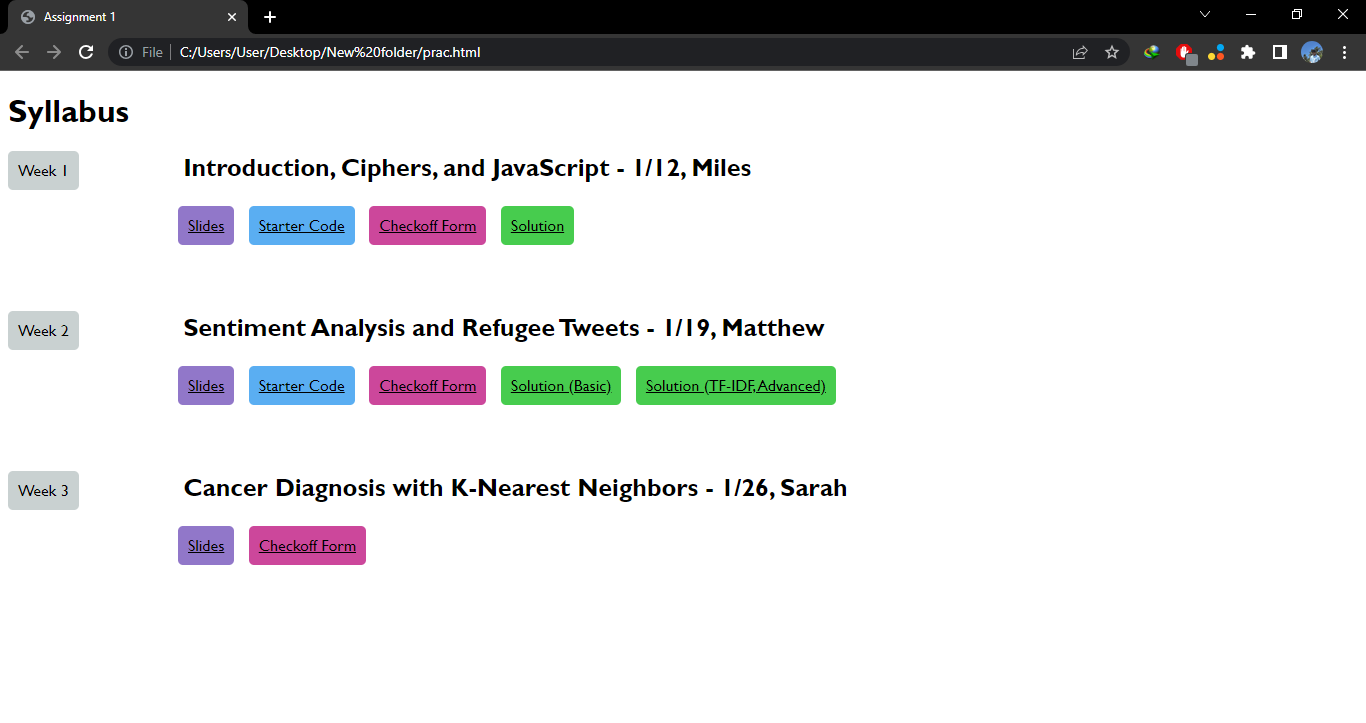 Assignment 1
File C:/Users/User/Desktop/New%20folder/prac.html
Syllabus
Week 1 Introduction, Ciphers, and JavaScript - 1/12, Miles
Slides Starter Code Checkoff Form Solution
Week 2 Sentiment Analysis and Refugee Tweets - 1/19, Matthew
Slides Starter Code Checkoff Form Solution (Basic) Solution (TF-IDF, Advanced)
Week 3 Cancer Diagnosis with K-Nearest Neighbors - 1/26, Sarah
Slides Checkoff Form